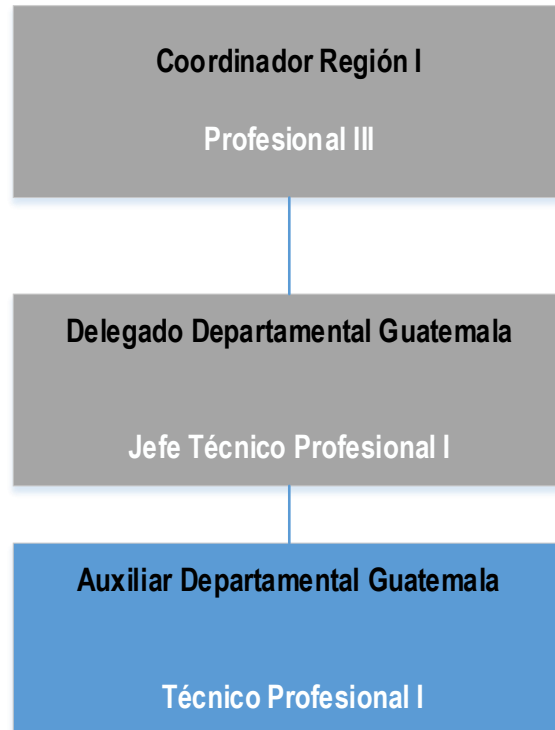 Coordinador Región I
Profesional III
Delegado Departamental Guatemala
Jefe Técnico Profesional I
Auxiliar Departamental Guatemala
Técnico Profesional I